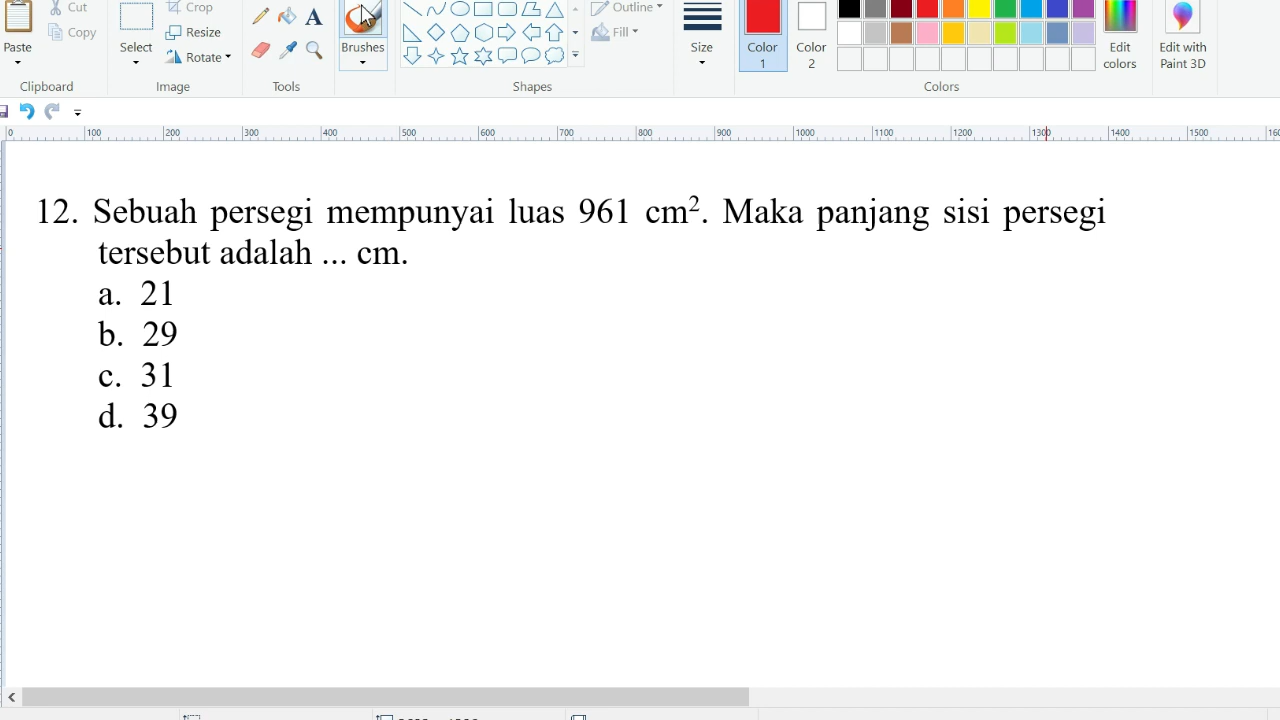 Cut
Crop
Outline
Paste
Copy
Select
Resize
Rotate
A
Brushes
Fill
Size
Color
1
Color
2
Edit
colors
Edit with
Paint 3D
Clipboard
Image
Tools
Shapes
Colors
0 100 200 300 400 500 600 700 800 900 1000 1100 1200 1300 1400 1500
12. Sebuah persegi mempunyai luas 961 cm². Maka panjang sisi persegi
tersebut adalah ... cm.
a. 21
b. 29
c. 31
d. 39